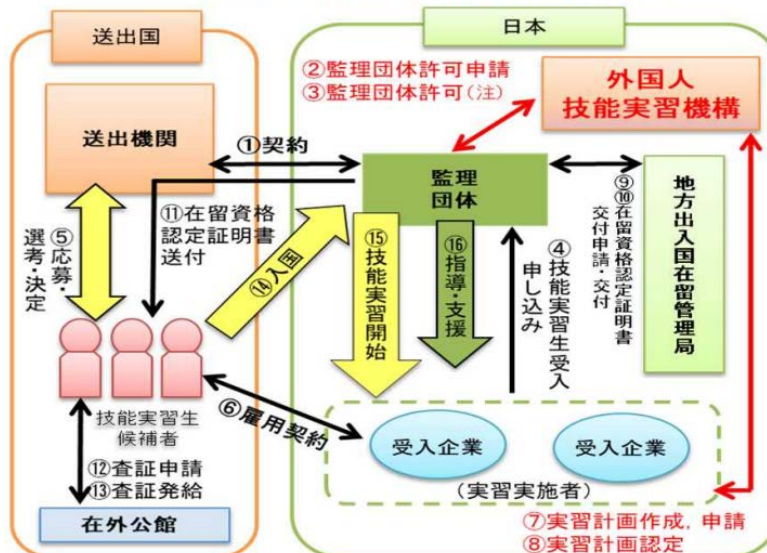 送出国
日本
②監理団体許可申請
③監理団体許可(注)
外国人
技能実習機構
送出機関
①契約
監理
団体
⑨⑩在留資格認定証明書
交付申請・交付
地方出入国在留管理局
⑪在留資格
認定証明書
送付
⑤応募・
選考・決定
⑭入国
⑮技能実習開始
⑯指導・支援
④技能実習生受入
申し込み
技能実習生
候補者
⑥雇用契約
受入企業
受入企業
(実習実施者)
⑫査証申請
⑬査証発給
在外公館
⑦実習計画作成，申請
⑧実習計画認定